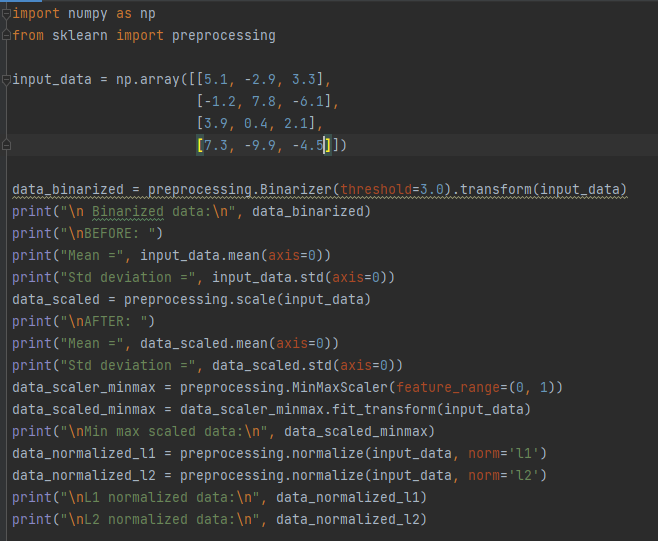 import numpy as np
from sklearn import preprocessing
input_data = np.array([[5.1, -2.9, 3.3],
[-1.2, 7.8, -6.1],
[3.9, 0.4, 2.1],
[7.3, -9.9, -4.5]])
data_binarized = preprocessing.Binarizer(threshold=3.0).transform(input_data)
print("\n Binarized data:\n", data_binarized)
print("\nBEFORE: ")
print("Mean =", input_data.mean(axis=0))
print("Std deviation =", input_data.std(axis=0))
data_scaled = preprocessing.scale(input_data)
print("\nAFTER: ")
print("Mean =", data_scaled.mean(axis=0))
print("Std deviation =", data_scaled.std(axis=0))
data_scaler_minmax = preprocessing.MinMaxScaler(feature_range=(0, 1))
data_scaled_minmax = data_scaler_minmax.fit_transform(input_data)
print("\nMin max scaled data:\n", data_scaled_minmax)
data_normalized_l1 = preprocessing.normalize(input_data, norm='l1')
data_normalized_l2 = preprocessing.normalize(input_data, norm='l2')
print("\nL1 normalized data:\n", data_normalized_l1)
print("\nL2 normalized data:\n", data_normalized_l2)